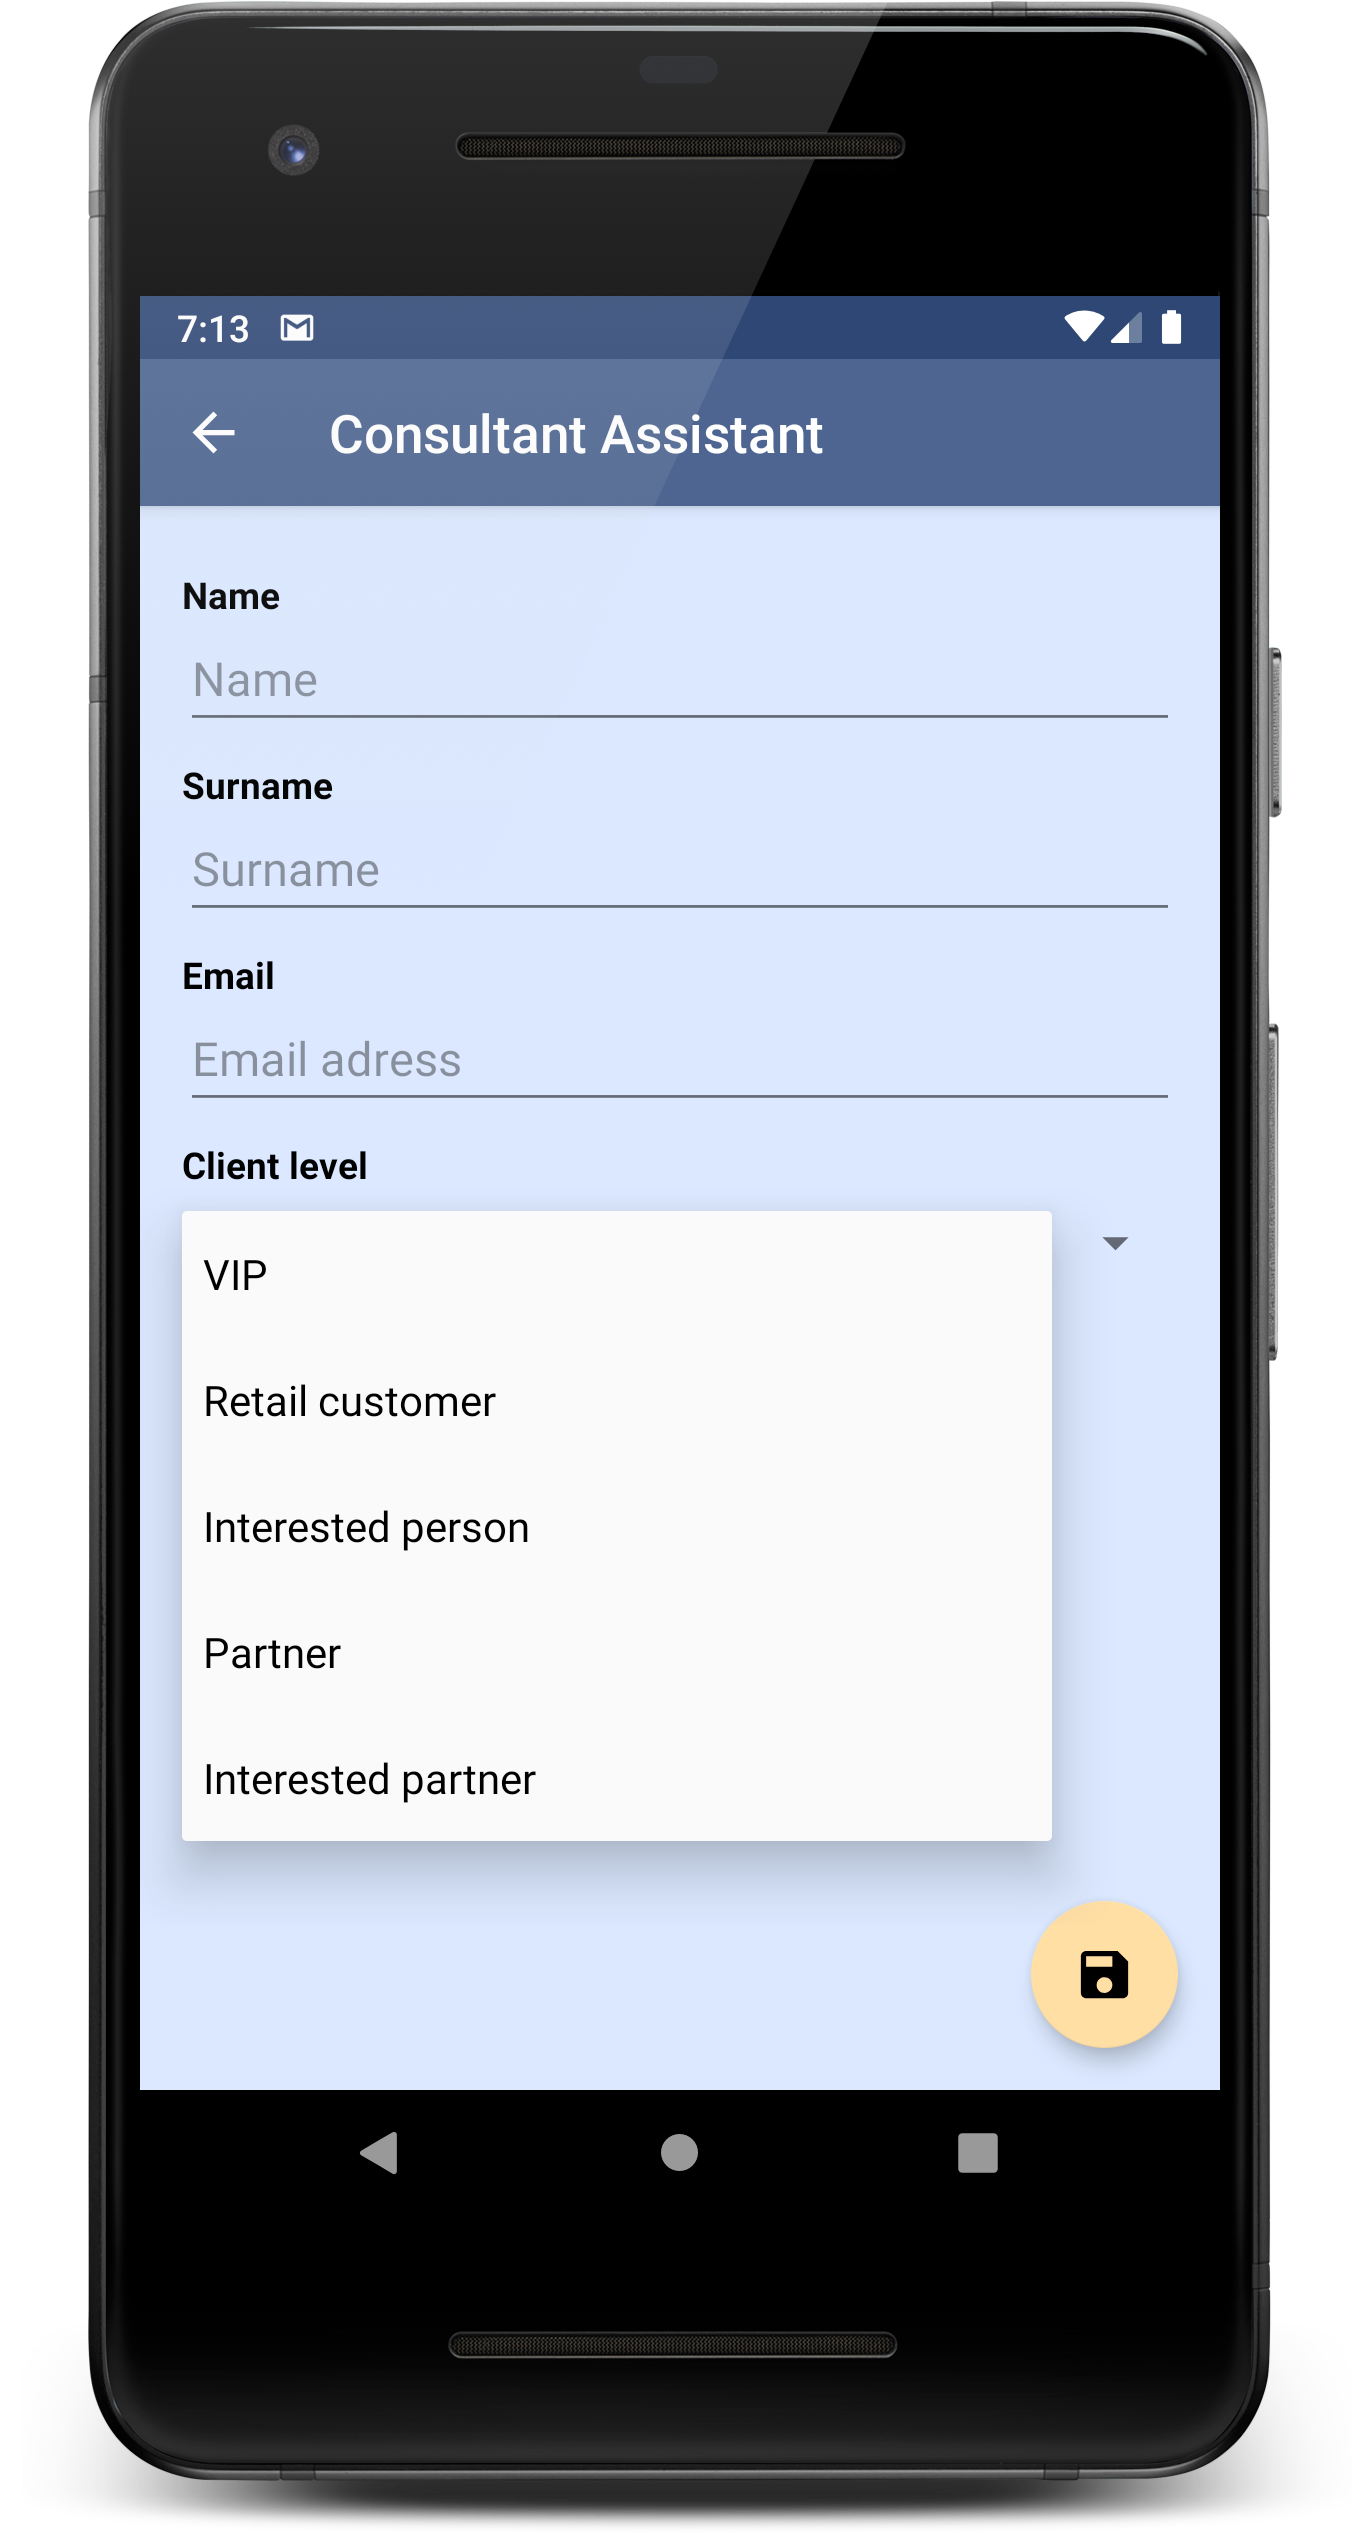 7:13
Consultant Assistant
Name
Name
Surname
Surname
Email
Email adress
Client level
VIP
Retail customer
Interested person
Partner
Interested partner